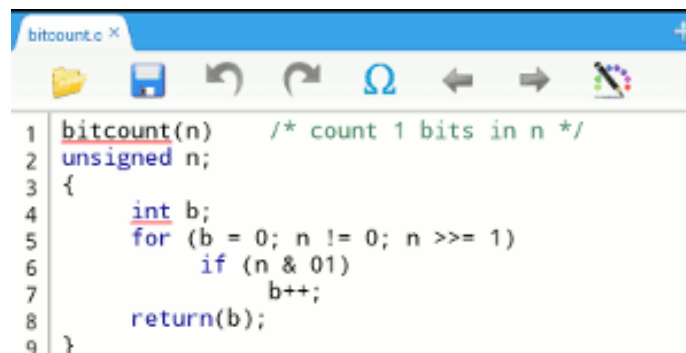 bitcount.c ×
Ω
1 bitcount(n)    /* count 1 bits in n */
2 unsigned n;
3 {
4     int b;
5     for (b = 0; n != 0; n >>= 1)
6         if (n & 01)
7             b++;
8     return(b);
9 }